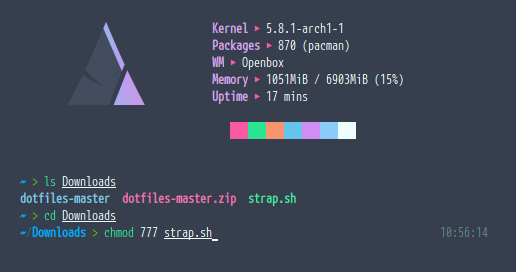 Kernel ▸ 5.8.1-arch1-1
Packages ▸ 870 (pacman)
WM ▸ Openbox
Memory ▸ 1051MiB / 6903MiB (15%)
Uptime ▸ 17 mins
~ > ls Downloads
dotfiles-master dotfiles-master.zip strap.sh
~ > cd Downloads
~/Downloads > chmod 777 strap.sh_ 10:56:14